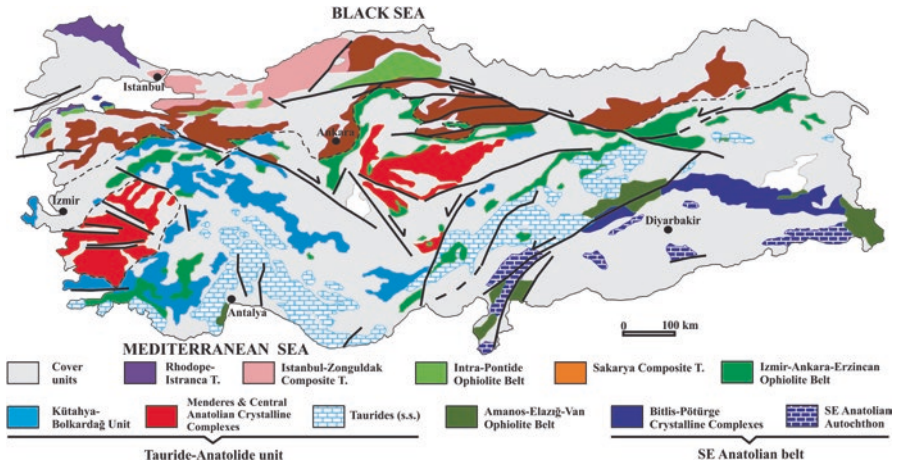 BLACK SEA
Istanbul
Ankara
Izmir
Diyarbakir
Antalya
0 100 km
MEDITERRANEAN SEA
Cover
units
Rhodope-
Istranca T.
Istanbul-Zonguldak
Composite T.
Intra-Pontide
Ophiolite Belt
Sakarya Composite T.
Izmir-Ankara-Erzincan
Ophiolite Belt
Kütahya-
Bolkardağ Unit
Menderes & Central
Anatolian Crystalline
Complexes
Taurides (s.s.)
Amanos-Elazığ-Van
Ophiolite Belt
Bitlis-Pötürge
Crystalline Complexes
SE Anatolian
Autochthon
Tauride-Anatolide unit
SE Anatolian belt